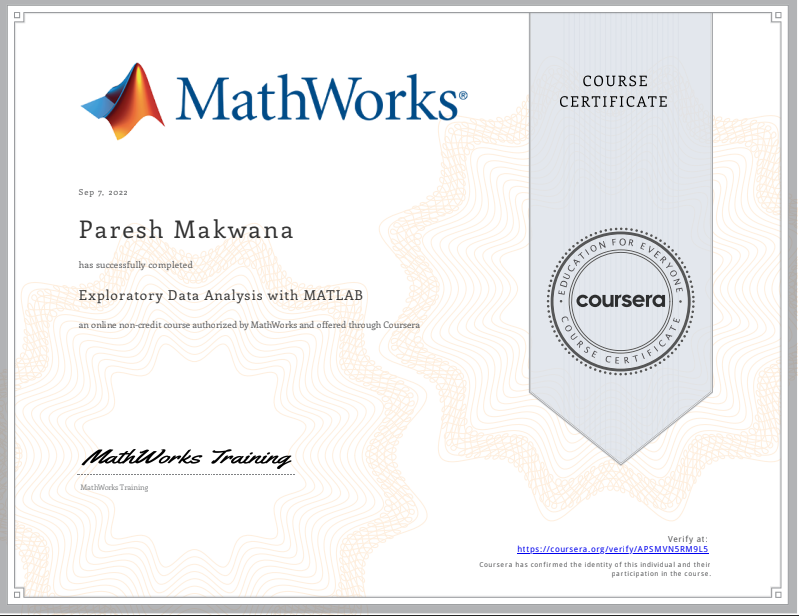 MathWorks®
COURSE
CERTIFICATE
Sep 7, 2022
Paresh Makwana
has successfully completed
Exploratory Data Analysis with MATLAB
an online non-credit course authorized by MathWorks and offered through Coursera
EDUCATION FOR EVERYONE
coursera
COURSE CERTIFICATE
MathWorks Training
MathWorks Training
Verify at:
https://coursera.org/verify/APSMVN5RM9L5
Coursera has confirmed the identity of this individual and their
participation in the course.